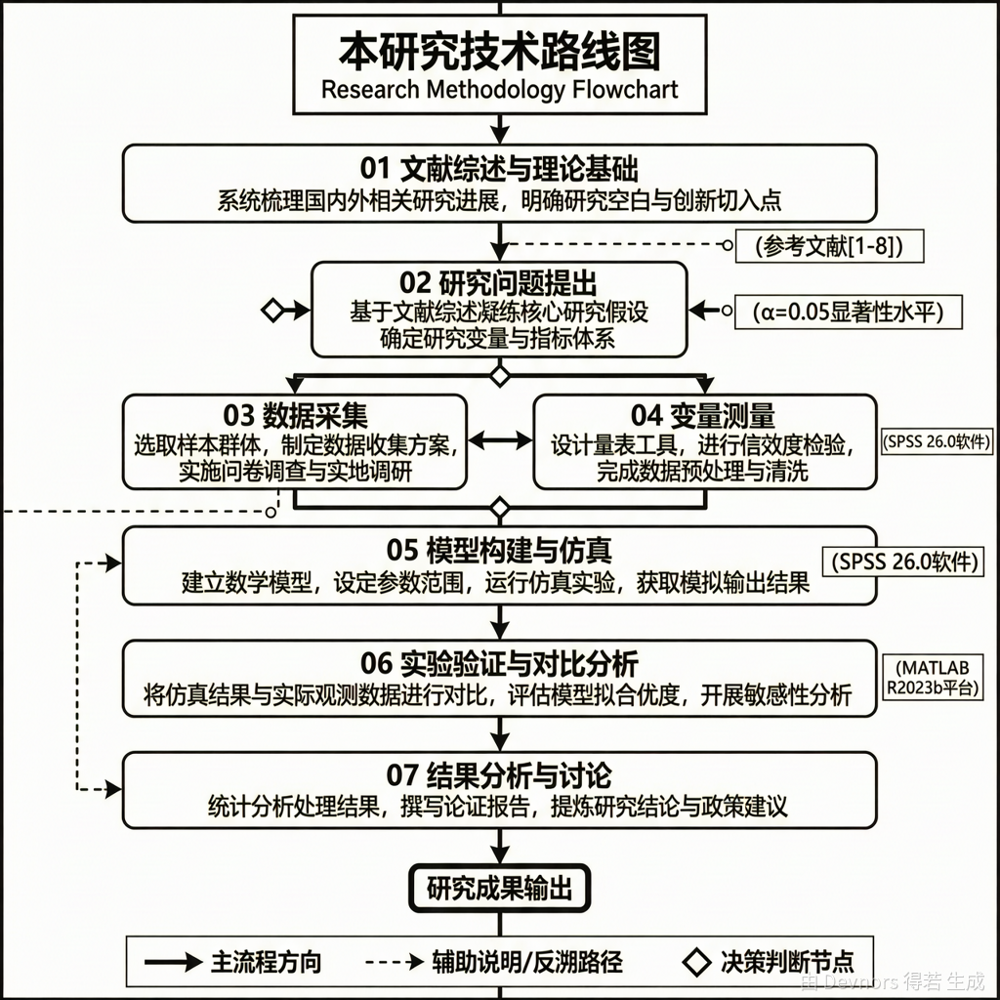 本研究技术路线图
Research Methodology Flowchart
01 文献综述与理论基础
系统梳理国内外相关研究进展，明确研究空白与创新切入点
（参考文献[1-8]）
02 研究问题提出
基于文献综述凝练核心研究假设
确定研究变量与指标体系
（α=0.05显著性水平）
03 数据采集
选取样本群体，制定数据收集方案，
实施问卷调查与实地调研
04 变量测量
设计量表工具，进行信效度检验，
完成数据预处理与清洗
（SPSS 26.0软件）
05 模型构建与仿真
建立数学模型，设定参数范围，运行仿真实验，获取模拟输出结果
（SPSS 26.0软件）
06 实验验证与对比分析
将仿真结果与实际观测数据进行对比，评估模型拟合优度，开展敏感性分析
（MATLAB
R2023b平台）
07 结果分析与讨论
统计分析处理结果，撰写论证报告，提炼研究结论与政策建议
研究成果输出
主流程方向
辅助说明/反溯路径
决策判断节点
由 Devnors 得若 生成